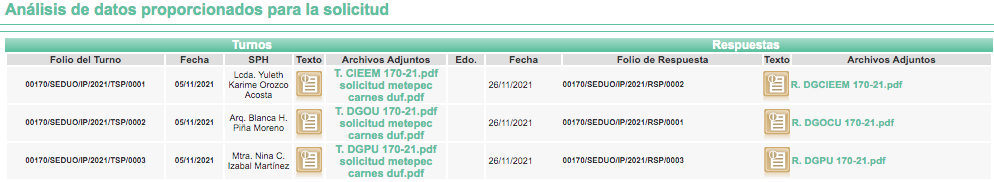 Análisis de datos proporcionados para la solicitud
Turnos Respuestas
Folio del Turno Fecha SPH Texto Archivos Adjuntos Edo. Fecha Folio de Respuesta Texto Archivos Adjuntos
00170/SEDUO/IP/2021/TSP/0001 05/11/2021 Lcda. Yuleth Karime Orozco Acosta T. CIEEM 170-21.pdf solicitud metepec carnes duf.pdf 26/11/2021 00170/SEDUO/IP/2021/RSP/0002 R. DGCIEEM 170-21.pdf
00170/SEDUO/IP/2021/TSP/0002 05/11/2021 Arq. Blanca H. Piña Moreno T. DGOU 170-21.pdf solicitud metepec carnes duf.pdf 26/11/2021 00170/SEDUO/IP/2021/RSP/0001 R. DGOCU 170-21.pdf
00170/SEDUO/IP/2021/TSP/0003 05/11/2021 Mtra. Nina C. Izabal Martínez T. DGPU 170-21.pdf solicitud metepec carnes duf.pdf 26/11/2021 00170/SEDUO/IP/2021/RSP/0003 R. DGPU 170-21.pdf